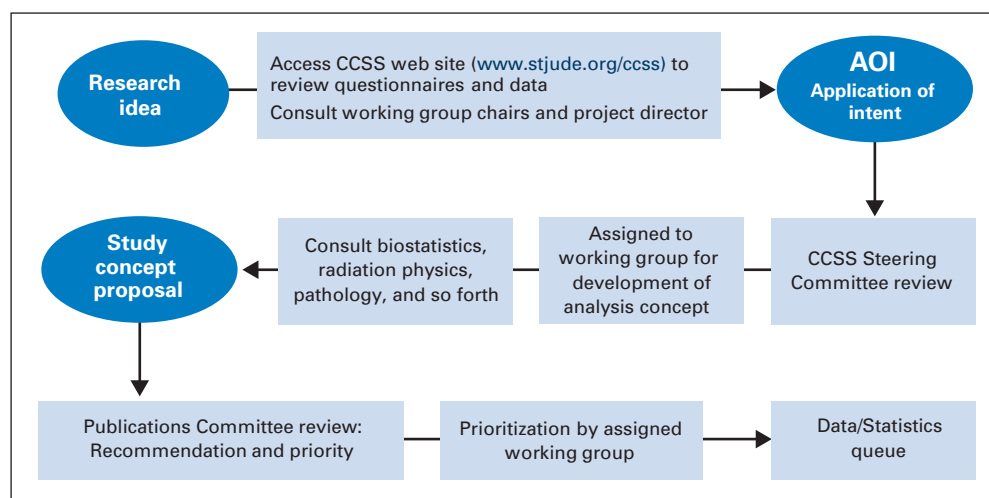 Research
idea
Access CCSS web site (www.stjude.org/ccss) to
review questionnaires and data
Consult working group chairs and project director
AOI
Application of
intent
CCSS Steering
Committee review
Assigned to
working group for
development of
analysis concept
Consult biostatistics,
radiation physics,
pathology, and so forth
Study
concept
proposal
Publications Committee review:
Recommendation and priority
Prioritization by assigned
working group
Data/Statistics
queue